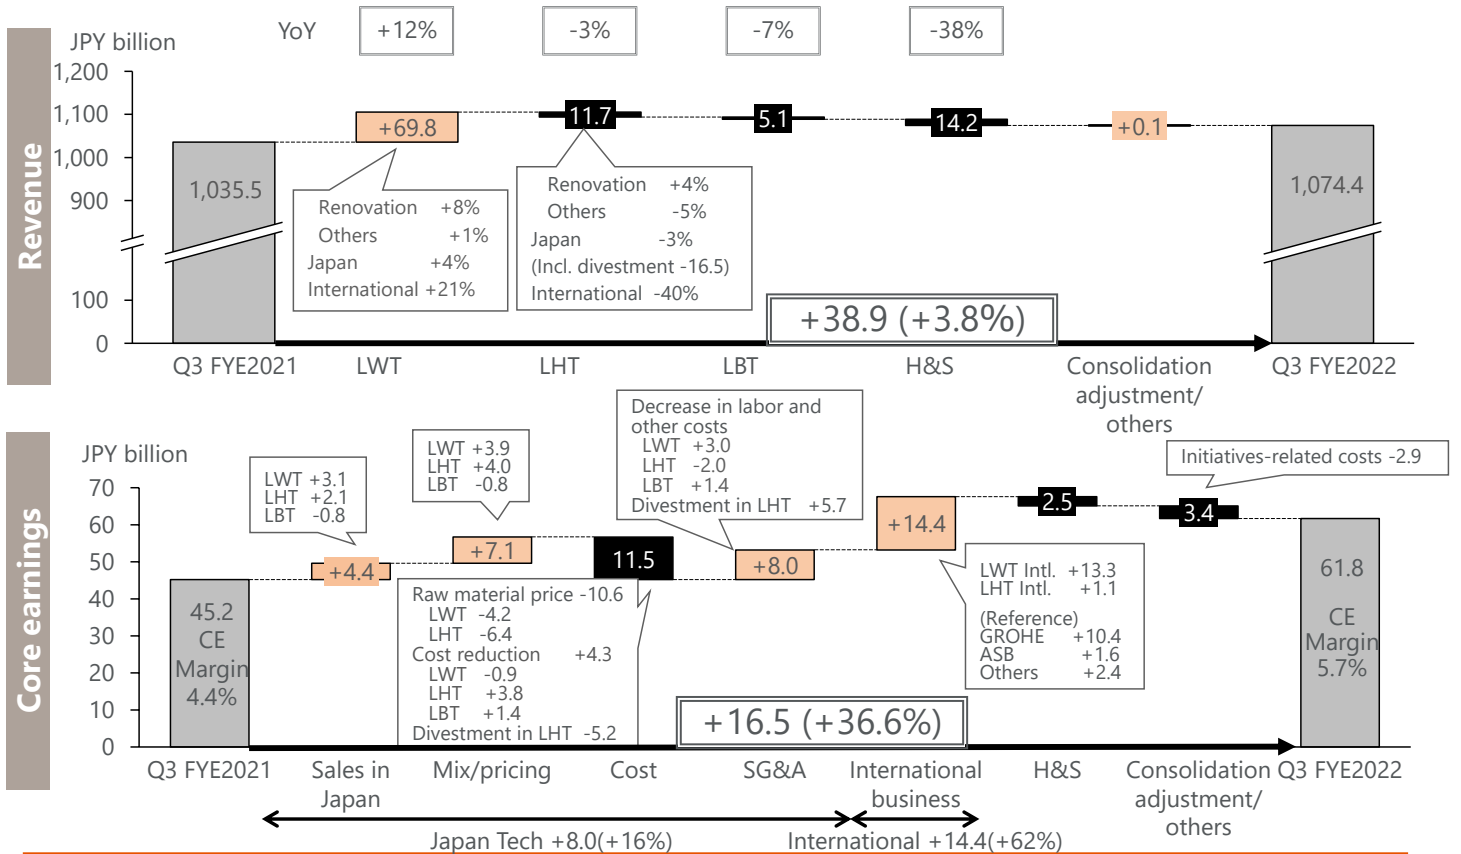 Revenue
JPY billion
YoY
+12%
-3%
-7%
-38%
1,200
1,100
1,000
900
100
0
1,035.5
+69.8
11.7
5.1
14.2
+0.1
1,074.4
Renovation +8%
Others +1%
Japan +4%
International +21%
Renovation +4%
Others -5%
Japan -3%
(Incl. divestment -16.5)
International -40%
+38.9 (+3.8%)
Q3 FYE2021
LWT
LHT
LBT
H&S
Consolidation
adjustment/
others
Q3 FYE2022
Core earnings
JPY billion
70
60
50
40
30
20
10
0
45.2
CE
Margin
4.4%
LWT +3.1
LHT +2.1
LBT -0.8
+4.4
LWT +3.9
LHT +4.0
LBT -0.8
+7.1
11.5
Raw material price -10.6
LWT -4.2
LHT -6.4
Cost reduction +4.3
LWT -0.9
LHT +3.8
LBT +1.4
Divestment in LHT -5.2
Decrease in labor and
other costs
LWT +3.0
LHT -2.0
LBT +1.4
Divestment in LHT +5.7
+8.0
+14.4
LWT Intl. +13.3
LHT Intl. +1.1
(Reference)
GROHE +10.4
ASB +1.6
Others +2.4
2.5
Initiatives-related costs -2.9
3.4
61.8
CE
Margin
5.7%
+16.5 (+36.6%)
Q3 FYE2021
Sales in
Japan
Mix/pricing
Cost
SG&A
International
business
H&S
Consolidation
adjustment/
others
Q3 FYE2022
Japan Tech +8.0(+16%)
International +14.4(+62%)